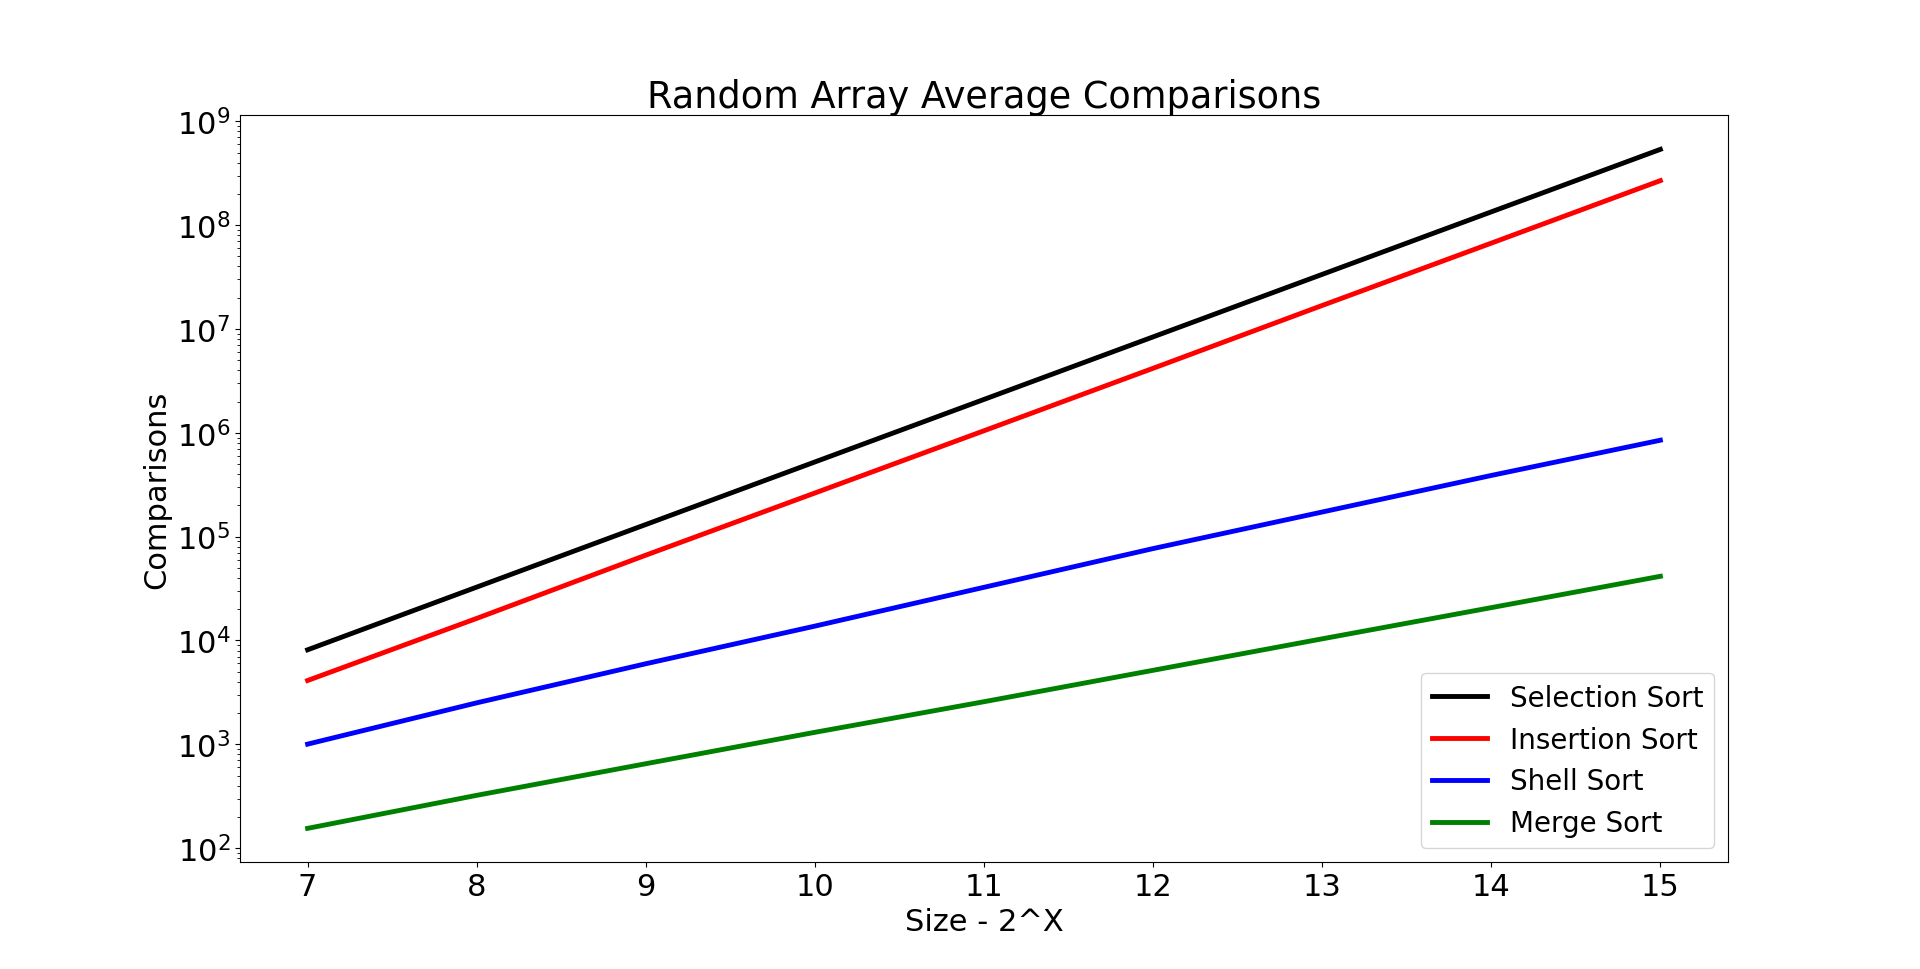 Random Array Average Comparisons
10^9
10^8
10^7
10^6
10^5
10^4
10^3
10^2
Comparisons
7 8 9 10 11 12 13 14 15
Size - 2^X
Selection Sort
Insertion Sort
Shell Sort
Merge Sort